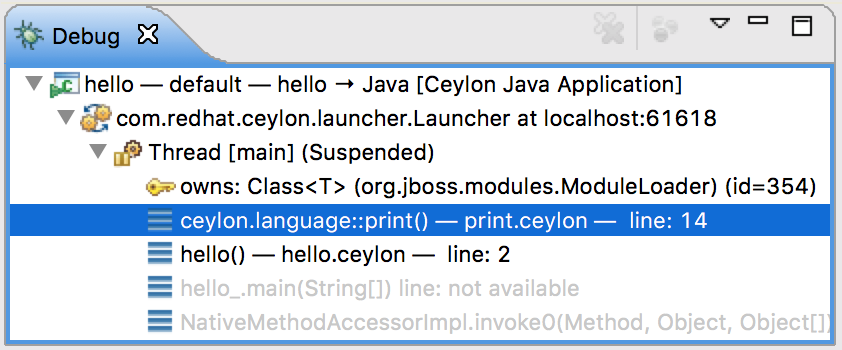 Debug
hello — default — hello → Java [Ceylon Java Application]
com.redhat.ceylon.launcher.Launcher at localhost:61618
Thread [main] (Suspended)
owns: Class<T> (org.jboss.modules.ModuleLoader) (id=354)
ceylon.language::print() — print.ceylon — line: 14
hello() — hello.ceylon — line: 2
hello_.main(String[]) line: not available
NativeMethodAccessorImpl.invoke0(Method, Object, Object[])